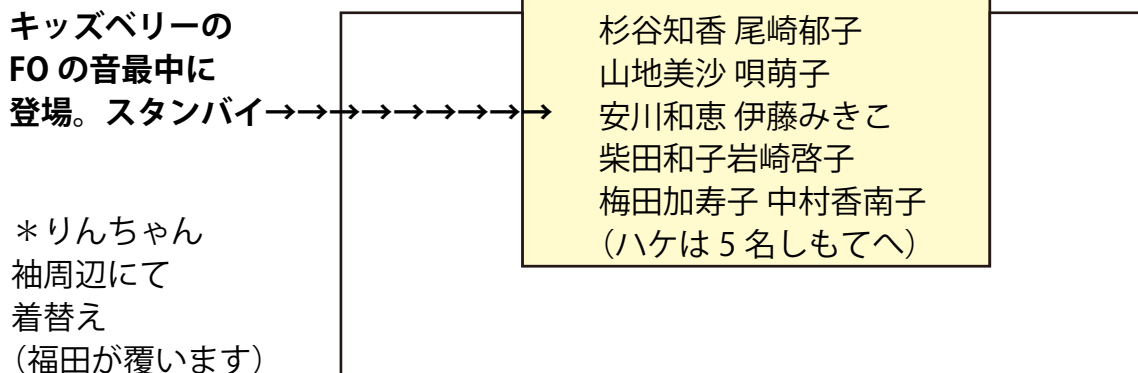 キッズベリーの
FO の音最中に
登場。スタンバイ→→→→→→→→→
杉谷知香 尾崎郁子
山地美沙 唄萌子
安川和恵 伊藤みきこ
柴田和子岩崎啓子
梅田加寿子 中村香南子
（ハケは 5 名しもてへ）
＊りんちゃん
袖周辺にて
着替え
（福田が覆います）